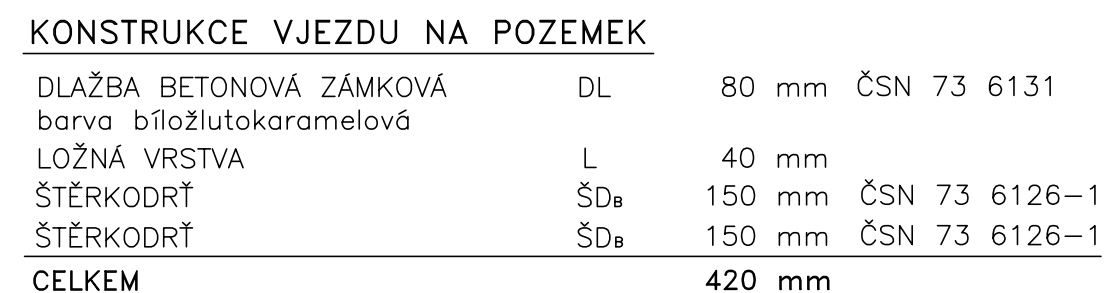 KONSTRUKCE VJEZDU NA POZEMEK
DLAŽBA BETONOVÁ ZÁMKOVÁ DL 80 mm ČSN 73 6131
barva bíložlutokaramelová
LOŽNÁ VRSTVA L 40 mm
ŠTĚRKODRŤ ŠDB 150 mm ČSN 73 6126-1
ŠTĚRKODRŤ ŠDB 150 mm ČSN 73 6126-1
CELKEM 420 mm